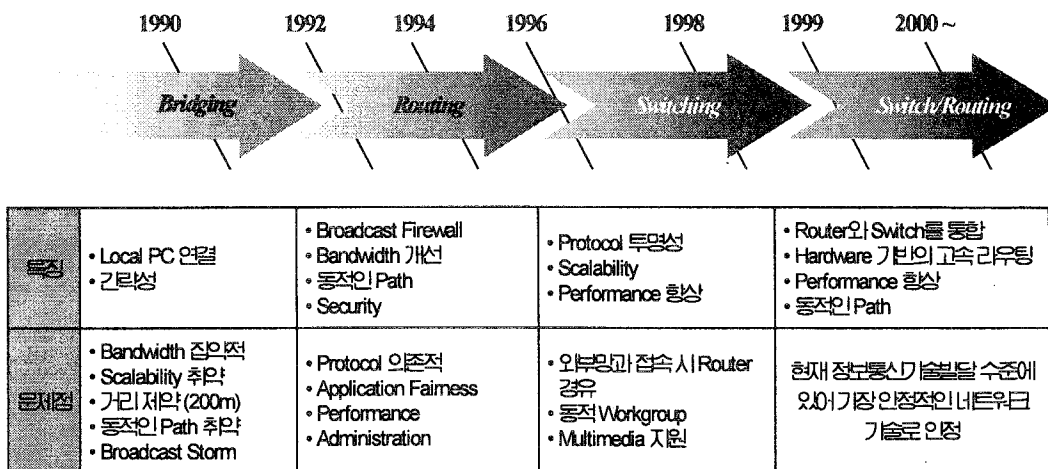 1990 1992 1994 1996 1998 1999 2000 ~
Bridging Routing Switching Switch/Routing
특징
• Local PC 연결
• 간략성
• Broadcast Firewall
• Bandwidth 개선
• 동적인 Path
• Security
• Protocol 투명성
• Scalability
• Performance 향상
• Router와 Switch를 통합
• Hardware 기반의 고속 라우팅
• Performance 향상
• 동적인 Path
문제점
• Bandwidth 집약적
• Scalability 취약
• 거리 제약 (200m)
• 동적인 Path 취약
• Broadcast Storm
• Protocol 의존적
• Application Fairness
• Performance
• Administration
• 외부망과 접속 시 Router
경유
• 동적 Workgroup
• Multimedia 지원
현재 정보통신기술발달 수준에
있어 가장 안정적인 네트워크
기술로 인정